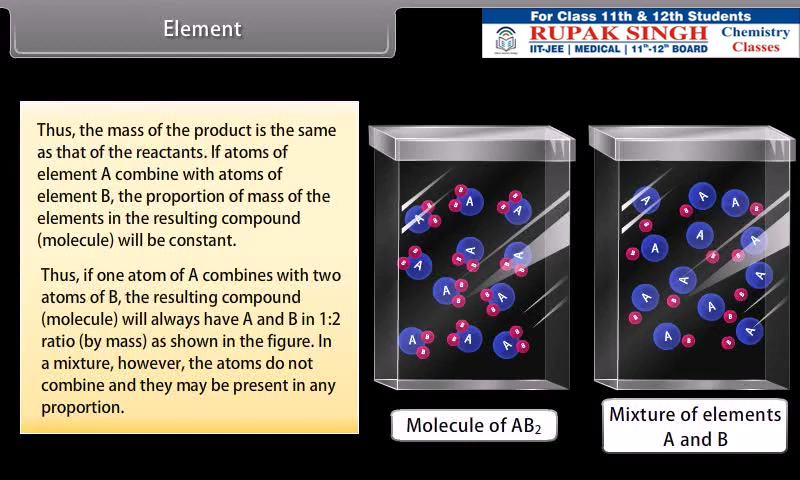 Element
For Class 11th & 12th Students
RUPAK SINGH
IIT-JEE | MEDICAL | 11th-12th BOARD
Chemistry
Classes
Thus, the mass of the product is the same
as that of the reactants. If atoms of
element A combine with atoms of
element B, the proportion of mass of the
elements in the resulting compound
(molecule) will be constant.
Thus, if one atom of A combines with two
atoms of B, the resulting compound
(molecule) will always have A and B in 1:2
ratio (by mass) as shown in the figure. In
a mixture, however, the atoms do not
combine and they may be present in any
proportion.
Molecule of AB₂
Mixture of elements
A and B